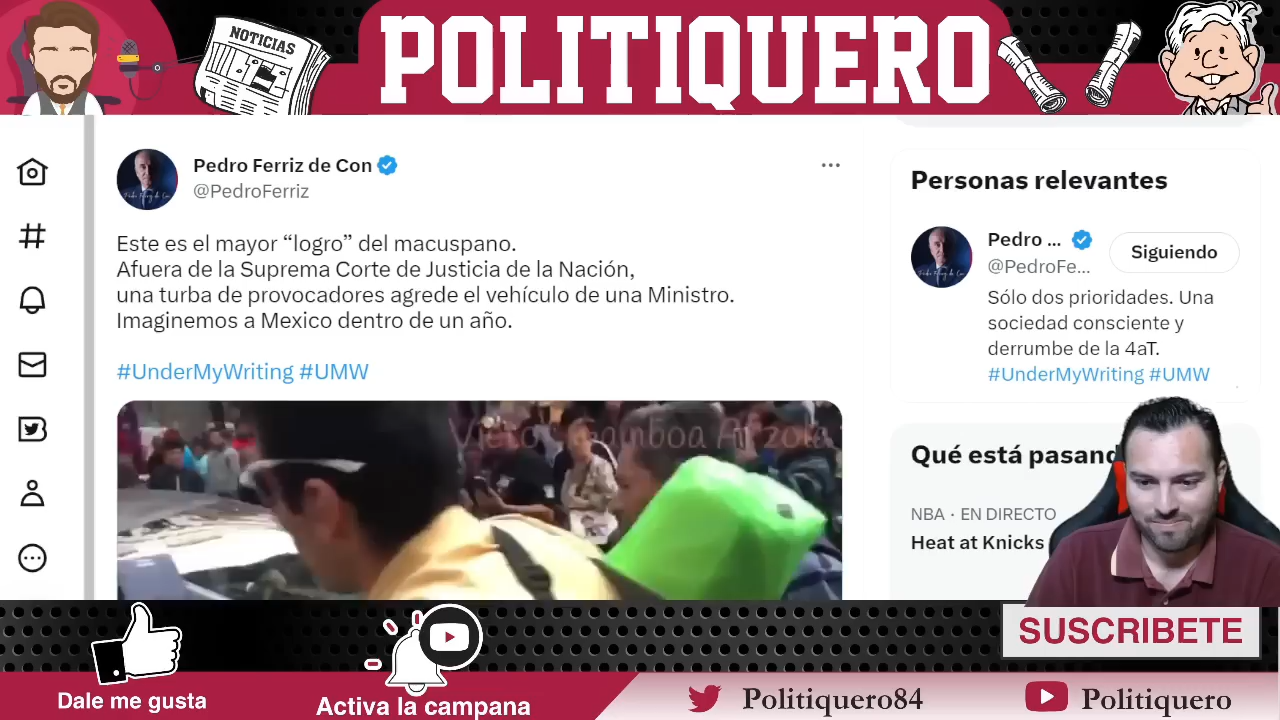 NOTICIAS
POLITIQUERO
Pedro Ferriz de Con
@PedroFerriz
Este es el mayor “logro” del macuspano.
Afuera de la Suprema Corte de Justicia de la Nación,
una turba de provocadores agrede el vehículo de una Ministro.
Imaginemos a Mexico dentro de un año.
#UnderMyWriting #UMW
Personas relevantes
Pedro ...
@PedroFe...
Siguiendo
Sólo dos prioridades. Una
sociedad consciente y
derrumbe de la 4aT.
#UnderMyWriting #UMW
Qué está pasand
NBA · EN DIRECTO
Heat at Knicks
SUSCRIBETE
Dale me gusta
Activa la campana
Politiquero84
Politiquero